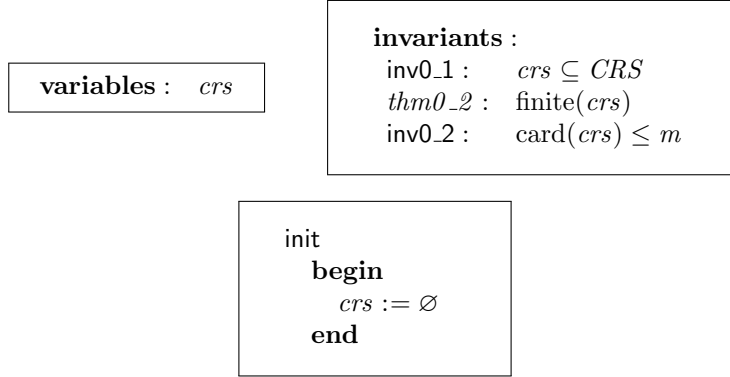 variables : crs
invariants :
inv0_1 : crs ⊆ CRS
thm0_2 : finite(crs)
inv0_2 : card(crs) ≤ m
init
begin
crs := ∅
end